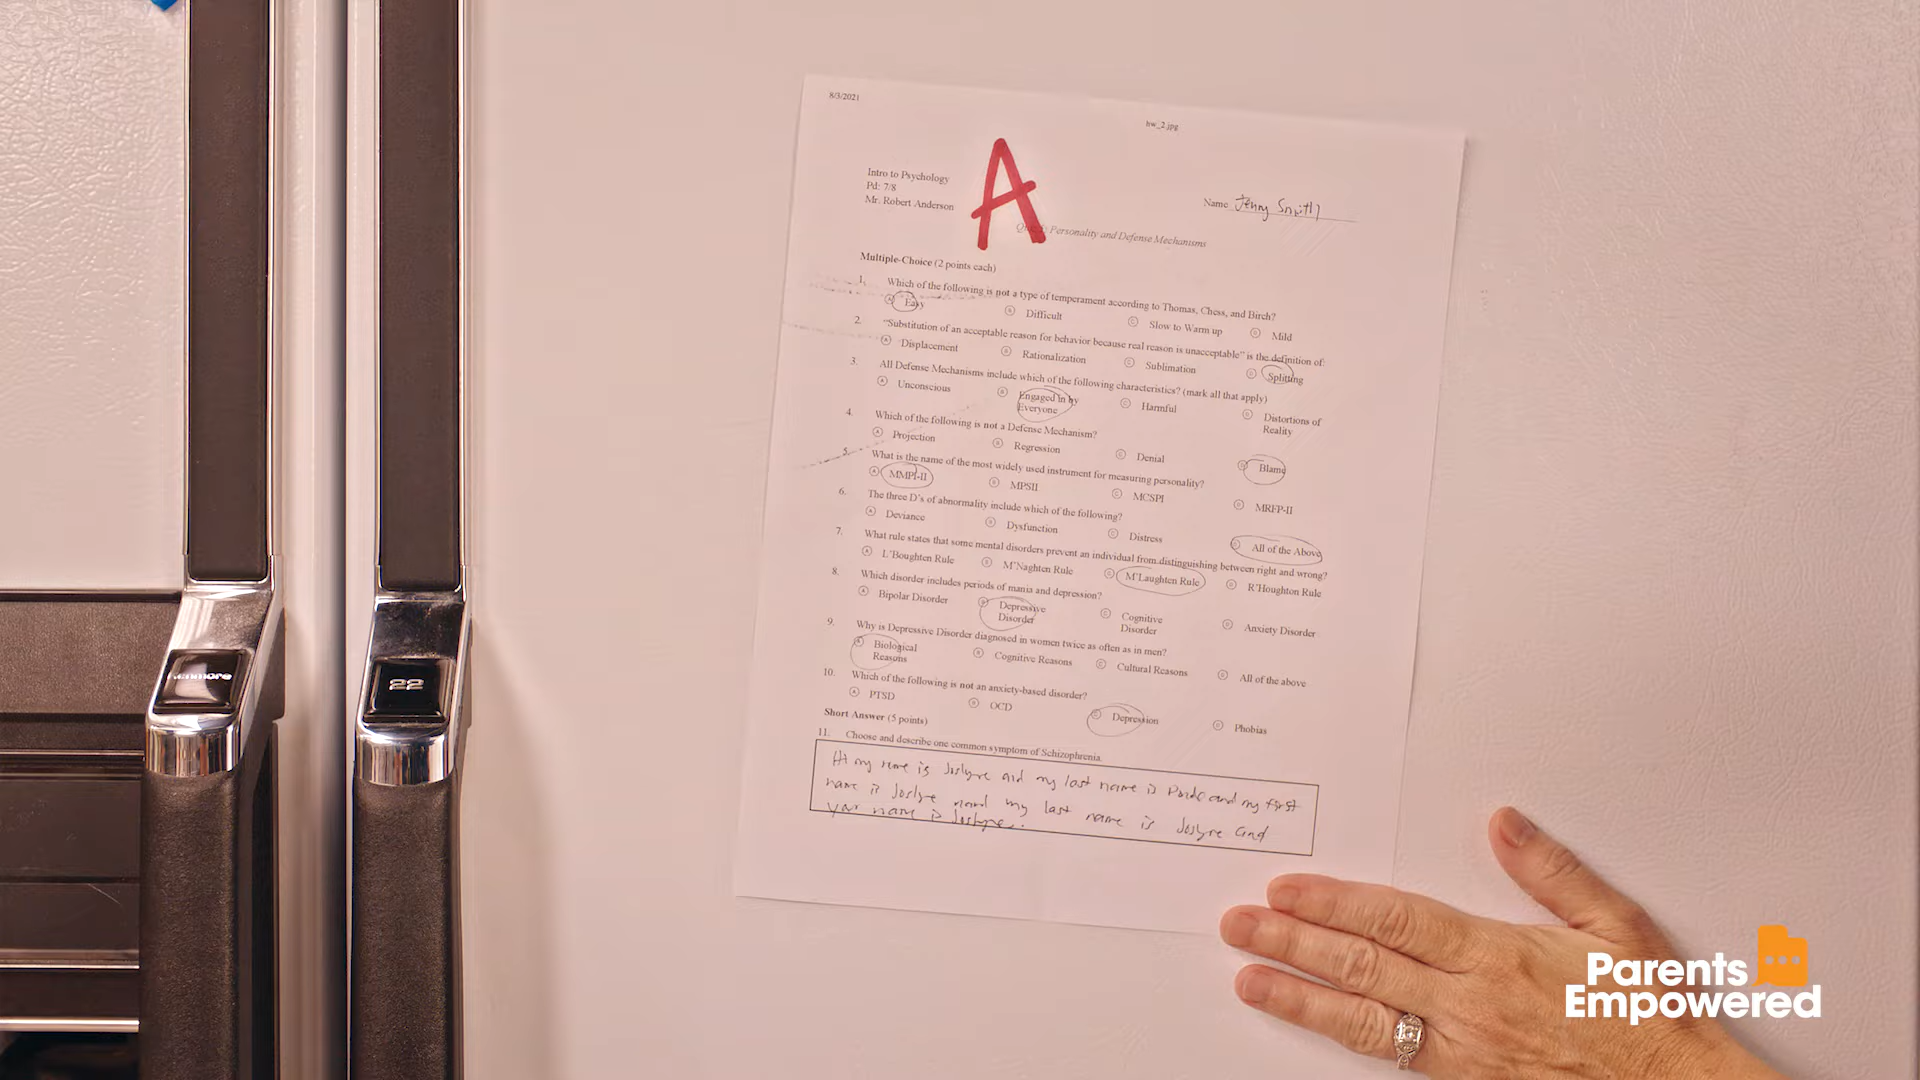 8/3/2021
hw_2.jpg
A
Intro to Psychology
Pd: 7/8
Mr. Robert Anderson
Name Jenny Smith
Personality and Defense Mechanisms
Multiple-Choice (2 points each)
1. Which of the following is not a type of temperament according to Thomas, Chess, and Birch?
A Easy B Difficult C Slow to Warm up D Mild
2. "Substitution of an acceptable reason for behavior because real reason is unacceptable" is the definition of:
A Displacement B Rationalization C Sublimation D Splitting
3. All Defense Mechanisms include which of the following characteristics? (mark all that apply)
A Unconscious B Engaged in by Everyone C Harmful D Distortions of Reality
4. Which of the following is not a Defense Mechanism?
A Projection B Regression C Denial D Blame
5. What is the name of the most widely used instrument for measuring personality?
A MMPI-II B MPSII C MCSPI D MRFP-II
6. The three D's of abnormality include which of the following?
A Deviance B Dysfunction C Distress D All of the Above
7. What rule states that some mental disorders prevent an individual from distinguishing between right and wrong?
A L'Boughten Rule B M'Naghten Rule C M'Laughten Rule D R'Houghton Rule
8. Which disorder includes periods of mania and depression?
A Bipolar Disorder B Depressive Disorder C Cognitive Disorder D Anxiety Disorder
9. Why is Depressive Disorder diagnosed in women twice as often as in men?
A Biological Reasons B Cognitive Reasons C Cultural Reasons D All of the above
10. Which of the following is not an anxiety-based disorder?
A PTSD B OCD C Depression D Phobias
Short Answer (5 points)
11. Choose and describe one common symptom of Schizophrenia.
Hi my name is Joslyne and my last name is and my first
name is Joslyne and my last name is Joslyne and
your name is Joslyne.
Kenmore
22
Parents
Empowered